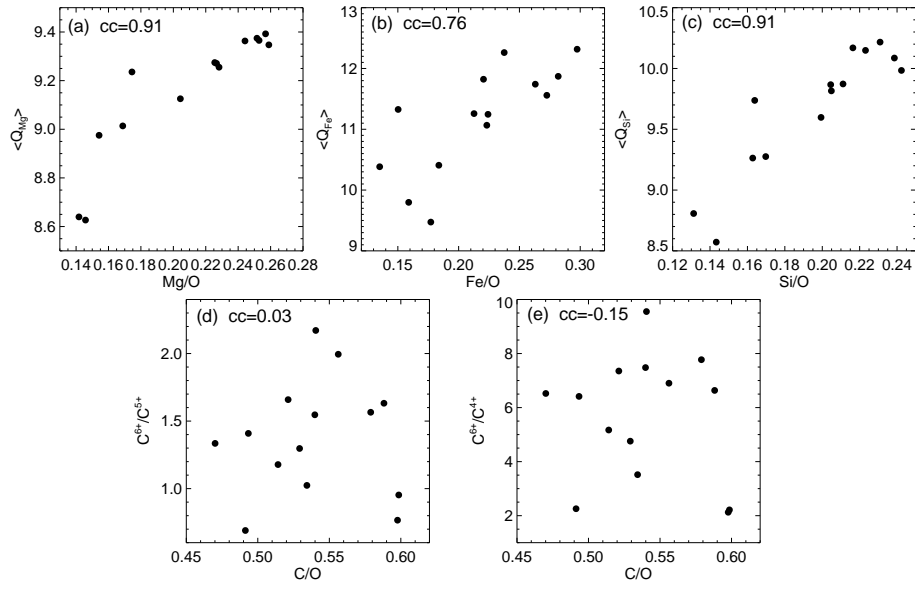 (a) cc=0.91
9.4
9.2
9.0
8.8
8.6
<Q_Mg>
0.14 0.16 0.18 0.20 0.22 0.24 0.26 0.28
Mg/O
(b) cc=0.76
13
12
11
10
9
<Q_Fe>
0.15 0.20 0.25 0.30
Fe/O
(c) cc=0.91
10.5
10.0
9.5
9.0
8.5
<Q_Si>
0.12 0.14 0.16 0.18 0.20 0.22 0.24
Si/O
(d) cc=0.03
2.0
1.5
1.0
C⁶⁺/C⁵⁺
0.45 0.50 0.55 0.60
C/O
(e) cc=-0.15
10
8
6
4
2
C⁶⁺/C⁴⁺
0.45 0.50 0.55 0.60
C/O